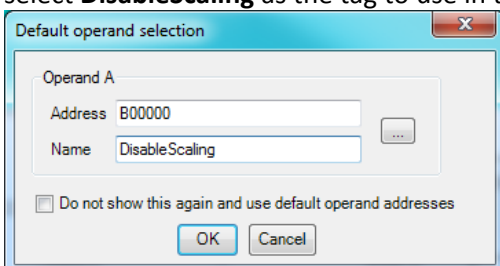 select DisableScaling as the tag to use in
Default operand selection
X
Operand A
Address B00000
...
Name DisableScaling
Do not show this again and use default operand addresses
OK Cancel